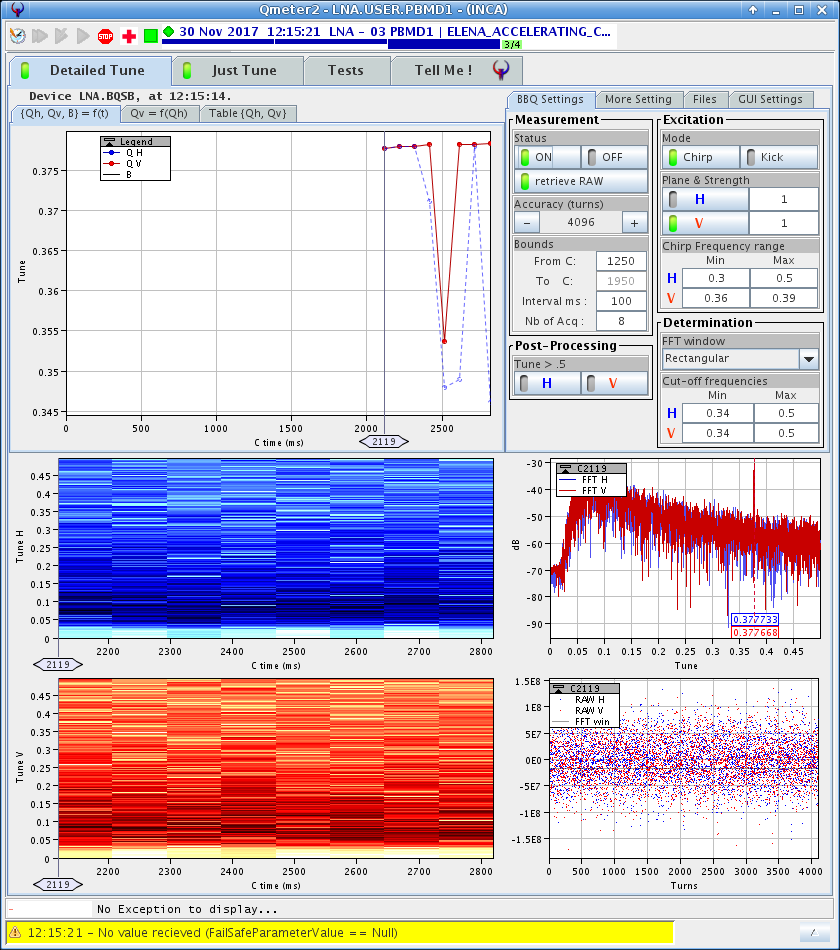 Qmeter2 - LNA.USER.PBMD1 - (INCA)
STOP
30 Nov 2017 12:15:21 LNA - 03 PBMD1 | ELENA_ACCELERATING_C...
3/4
Detailed Tune
Just Tune
Tests
Tell Me !
Device LNA.BQSB, at 12:15:14.
{Qh, Qv, B} = f(t)
Qv = f(Qh)
Table {Qh, Qv}
Legend
Q H
Q V
B
Tune
0.375
0.37
0.365
0.36
0.355
0.35
0.345
0
500
1000
1500
2000
2500
C time (ms)
2119
BBQ Settings
More Setting
Files
GUI Settings
Measurement
Status
ON
OFF
retrieve RAW
Accuracy (turns)
- 4096 +
Bounds
From C: 1250
To C: 1950
Interval ms : 100
Nb of Acq : 8
Post-Processing
Tune > .5
H
V
Excitation
Mode
Chirp
Kick
Plane & Strength
H 1
V 1
Chirp Frequency range
Min Max
H 0.3 0.5
V 0.36 0.39
Determination
FFT window
Rectangular
Cut-off frequencies
Min Max
H 0.34 0.5
V 0.34 0.5
Tune H
0.45
0.4
0.35
0.3
0.25
0.2
0.15
0.1
0.05
0
2200
2300
2400
2500
2600
2700
2800
C time (ms)
2119
C2119
FFT H
FFT V
dB
-30
-40
-50
-60
-70
-80
-90
0.377733
0.377668
0
0.05
0.1
0.15
0.2
0.25
0.3
0.35
0.4
0.45
Tune
Tune V
0.45
0.4
0.35
0.3
0.25
0.2
0.15
0.1
0.05
0
2200
2300
2400
2500
2600
2700
2800
C time (ms)
2119
C2119
RAW H
RAW V
FFT win
1.5E8
1E8
5E7
0E0
-5E7
-1E8
-1.5E8
0
500
1000
1500
2000
2500
3000
3500
4000
Turns
- No Exception to display...
12:15:21 - No value recieved (FailSafeParameterValue == Null)